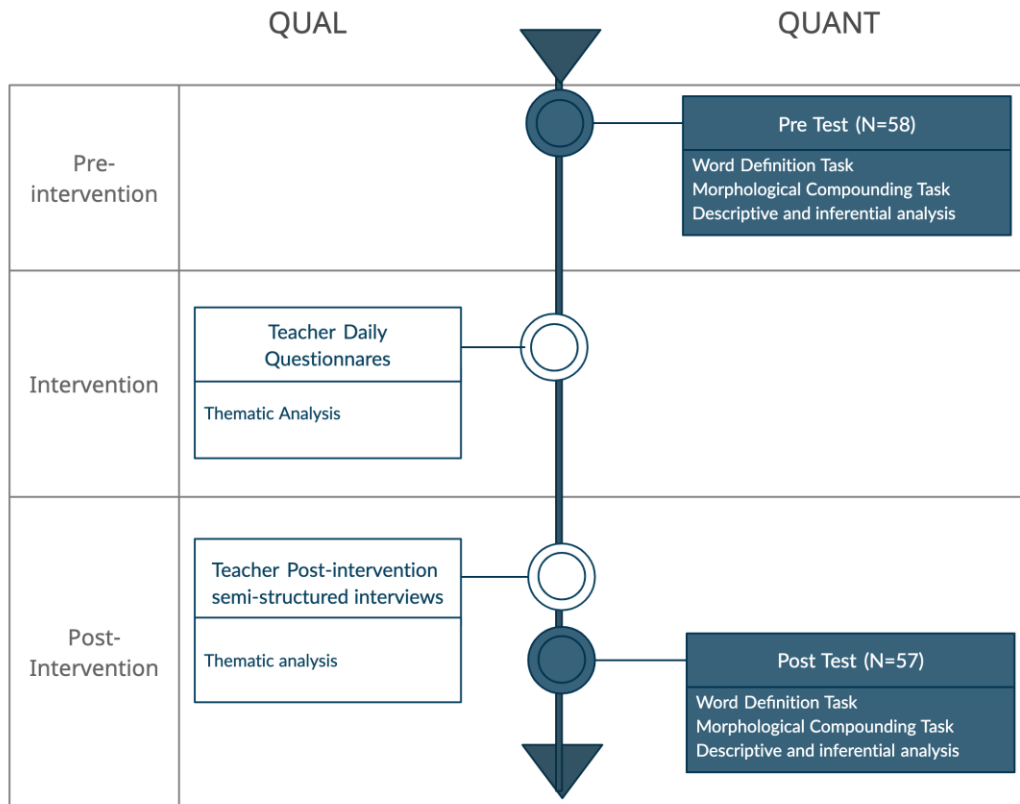 QUAL
QUANT
Pre-
intervention
Pre Test (N=58)
Word Definition Task
Morphological Compounding Task
Descriptive and inferential analysis
Intervention
Teacher Daily
Questionnares
Thematic Analysis
Post-
Intervention
Teacher Post-intervention
semi-structured interviews
Thematic analysis
Post Test (N=57)
Word Definition Task
Morphological Compounding Task
Descriptive and inferential analysis